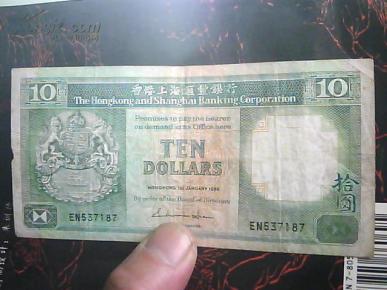 10
香港上海滙豐銀行
10
The Hongkong and Shanghai Banking Corporation
Promises to pay the bearer
on demand at its Office here
TEN
DOLLARS
HONGKONG 1st JANUARY
By order of the Board of Directors
拾
圓
EN537187
EN537187